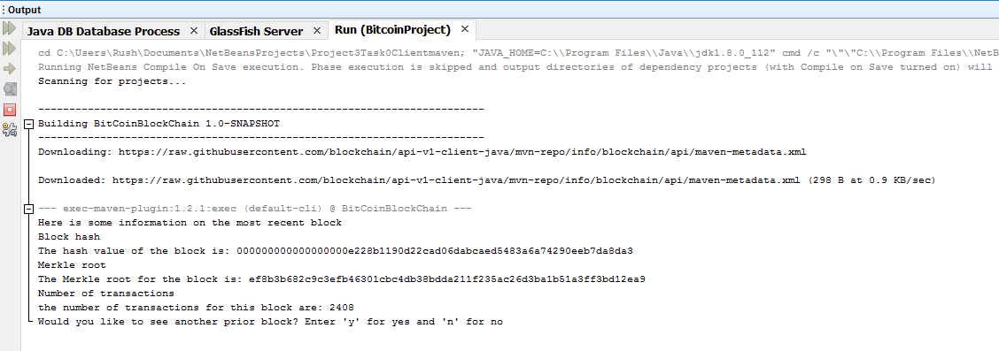 Output
Java DB Database Process × GlassFish Server × Run (BitcoinProject) ×
cd C:\Users\Rush\Documents\NetBeansProjects\Project3Task0Clientmaven; "JAVA_HOME=C:\\Program Files\\Java\\jdk1.8.0_112" cmd /c "\"\"C:\\Program Files\\NetB
Running NetBeans Compile On Save execution. Phase execution is skipped and output directories of dependency projects (with Compile on Save turned on) will
Scanning for projects...
------------------------------------------------------------------------
Building BitCoinBlockChain 1.0-SNAPSHOT
------------------------------------------------------------------------
Downloading: https://raw.githubusercontent.com/blockchain/api-v1-client-java/mvn-repo/info/blockchain/api/maven-metadata.xml
Downloaded: https://raw.githubusercontent.com/blockchain/api-v1-client-java/mvn-repo/info/blockchain/api/maven-metadata.xml (298 B at 0.9 KB/sec)
--- exec-maven-plugin:1.2.1:exec (default-cli) @ BitCoinBlockChain ---
Here is some information on the most recent block
Block hash
The hash value of the block is: 000000000000000000e228b1190d22cad06dabcaed5483a6a74290eeb7da8da3
Merkle root
The Merkle root for the block is: ef8b3b682c9c3efb46301cbc4db38bdda211f235ac26d3ba1b51a3ff3bd12ea9
Number of transactions
the number of transactions for this block are: 2408
Would you like to see another prior block? Enter 'y' for yes and 'n' for no